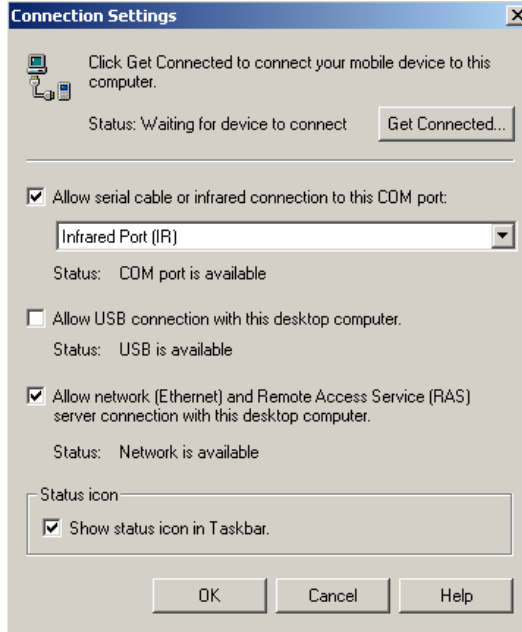 Connection Settings
Click Get Connected to connect your mobile device to this
computer.
Status: Waiting for device to connect
Get Connected...
Allow serial cable or infrared connection to this COM port:
Infrared Port (IR)
Status: COM port is available
Allow USB connection with this desktop computer.
Status: USB is available
Allow network (Ethernet) and Remote Access Service (RAS)
server connection with this desktop computer.
Status: Network is available
Status icon
Show status icon in Taskbar.
OK Cancel Help